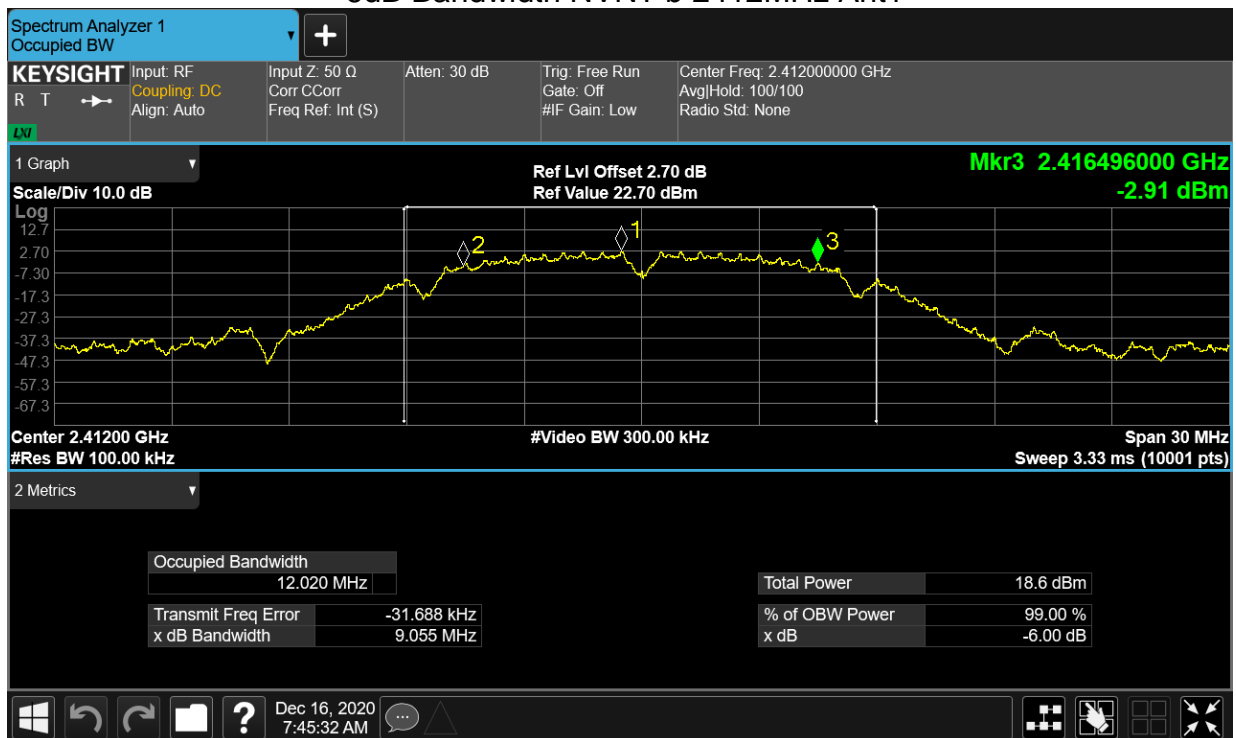 Spectrum Analyzer 1
Occupied BW
KEYSIGHT
R T
LXI
Input: RF
Coupling: DC
Align: Auto
Input Z: 50 Ω
Corr CCorr
Freq Ref: Int (S)
Atten: 30 dB
Trig: Free Run
Gate: Off
#IF Gain: Low
Center Freq: 2.412000000 GHz
Avg|Hold: 100/100
Radio Std: None
1 Graph
Scale/Div 10.0 dB
Ref Lvl Offset 2.70 dB
Ref Value 22.70 dBm
Mkr3 2.416496000 GHz
-2.91 dBm
Log
12.7
2.70
-7.30
-17.3
-27.3
-37.3
-47.3
-57.3
-67.3
2
1
3
Center 2.41200 GHz
#Res BW 100.00 kHz
#Video BW 300.00 kHz
Span 30 MHz
Sweep 3.33 ms (10001 pts)
2 Metrics
Occupied Bandwidth
12.020 MHz
Transmit Freq Error -31.688 kHz
x dB Bandwidth 9.055 MHz
Total Power 18.6 dBm
% of OBW Power 99.00 %
x dB -6.00 dB
?
Dec 16, 2020
7:45:32 AM